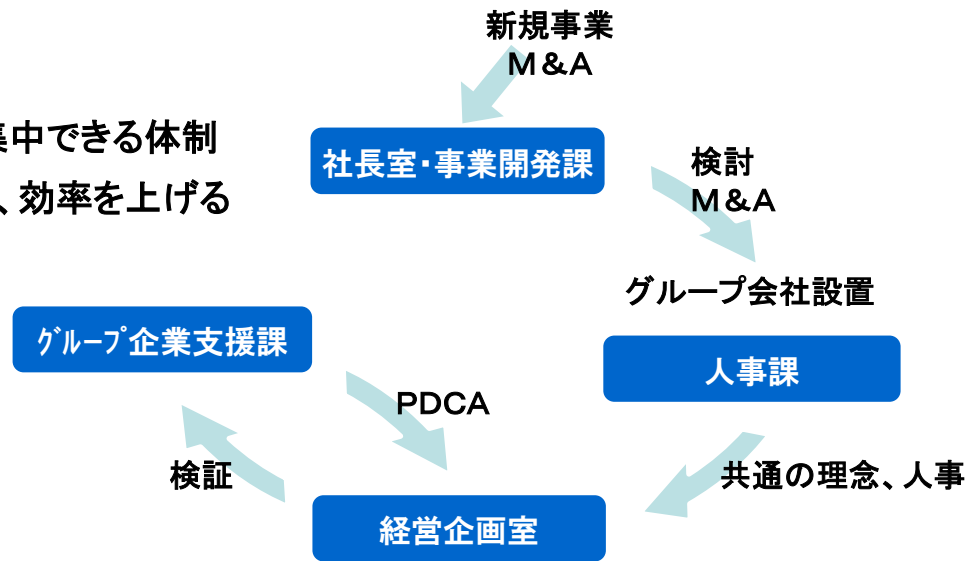 新規事業
M&A
集中できる体制
、効率を上げる
社長室・事業開発課
検討
M&A
グループ会社設置
グループ企業支援課
人事課
PDCA
検証
共通の理念、人事
経営企画室